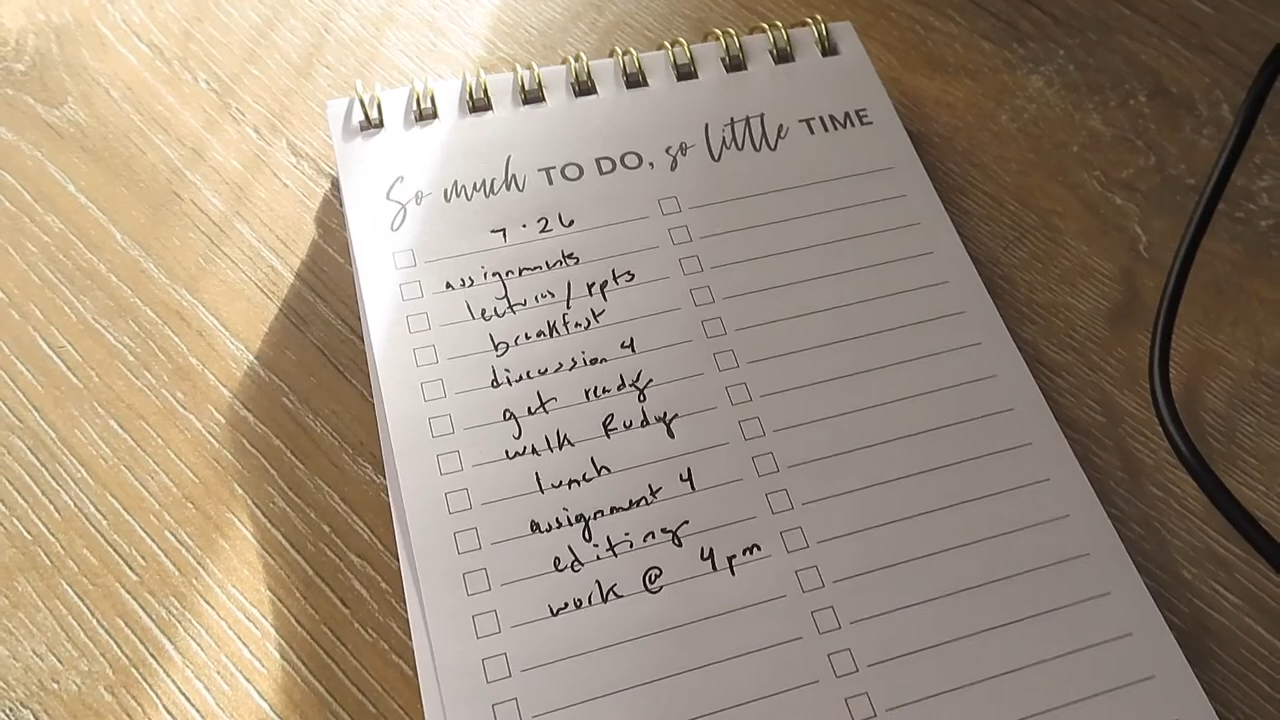 So much TO DO, so little TIME
7·26
assignments
lectures/rpts
breakfast
discussion 4
get ready
walk Rudy
lunch
assignment 4
editing
work @ 4pm